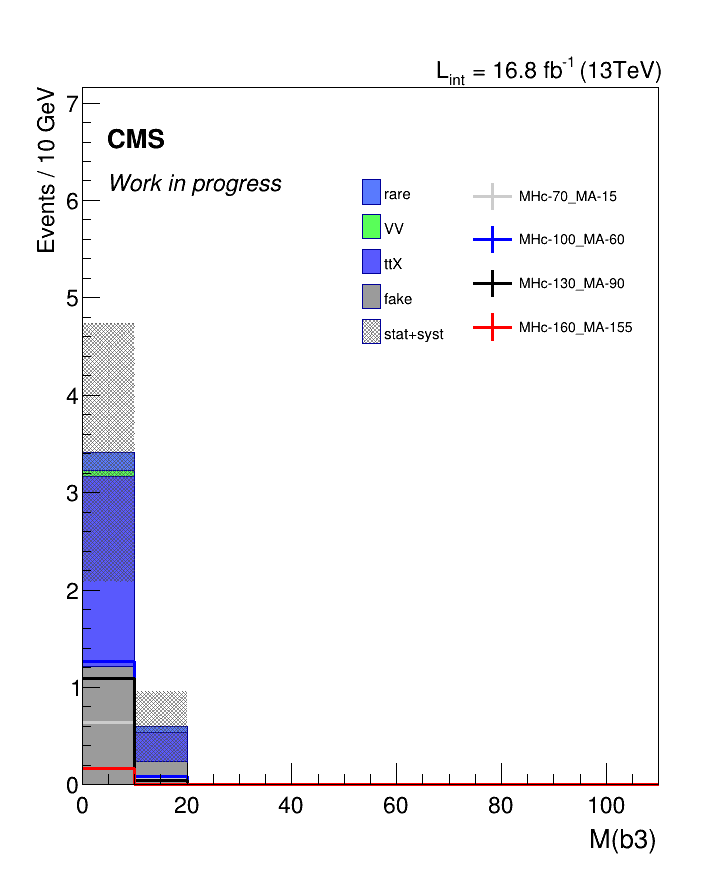 L_int = 16.8 fb^-1 (13TeV)
Events / 10 GeV
7
CMS
Work in progress
6
rare
MHc-70_MA-15
VV
MHc-100_MA-60
ttX
MHc-130_MA-90
5
fake
MHc-160_MA-155
stat+syst
4
3
2
1
0
0 20 40 60 80 100
M(b3)